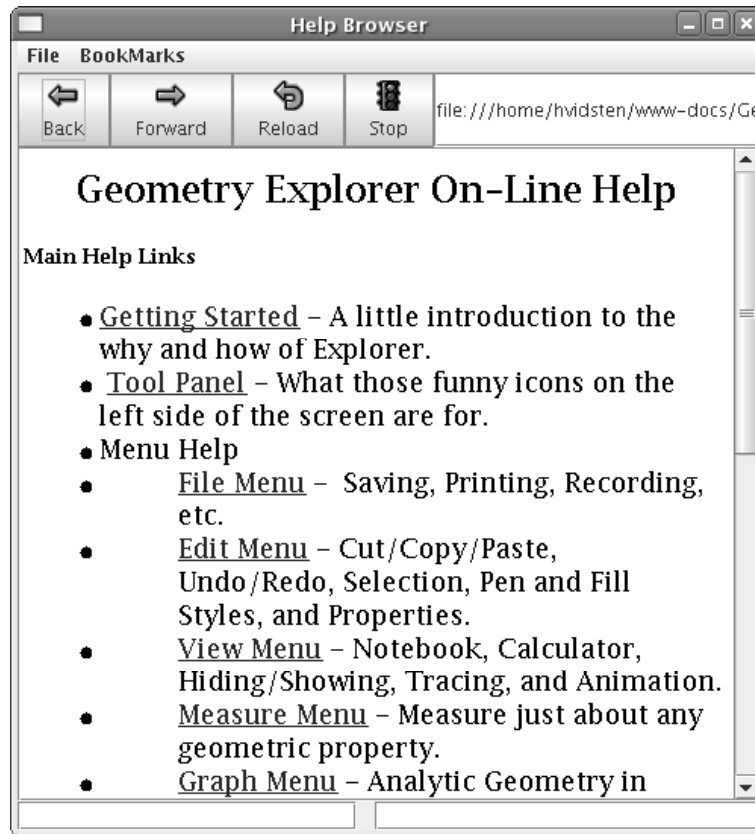 Help Browser
File BookMarks
Back Forward Reload Stop file:///home/hvidsten/www-docs/Ge
Geometry Explorer On-Line Help
Main Help Links
Getting Started – A little introduction to the
why and how of Explorer.
Tool Panel – What those funny icons on the
left side of the screen are for.
Menu Help
File Menu – Saving, Printing, Recording,
etc.
Edit Menu – Cut/Copy/Paste,
Undo/Redo, Selection, Pen and Fill
Styles, and Properties.
View Menu – Notebook, Calculator,
Hiding/Showing, Tracing, and Animation.
Measure Menu – Measure just about any
geometric property.
Graph Menu – Analytic Geometry in